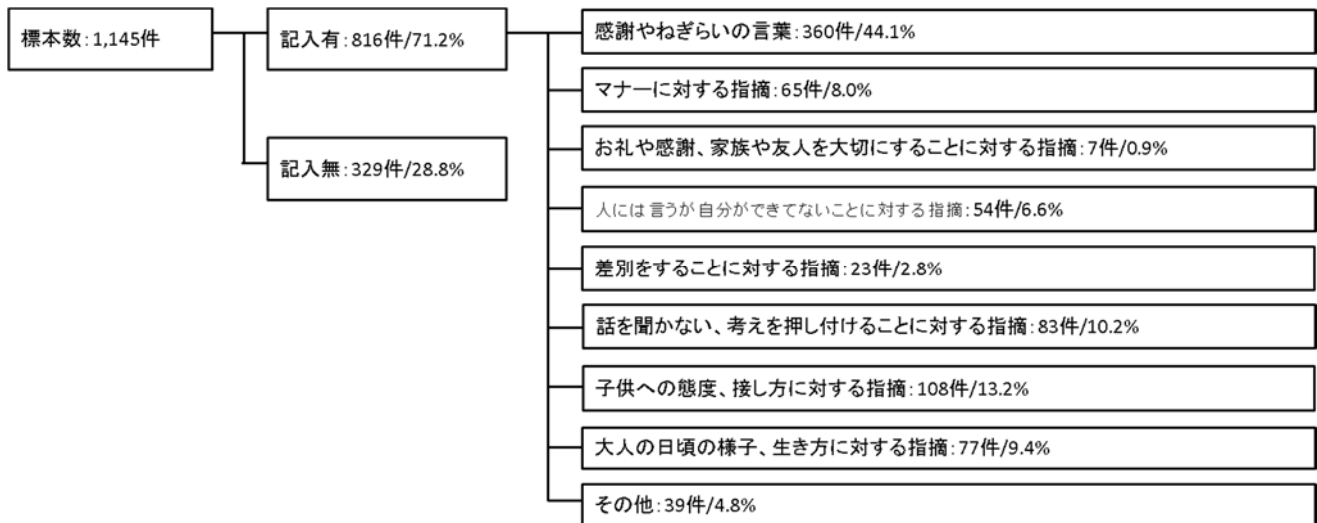 標本数:1,145件
記入有:816件/71.2%
記入無:329件/28.8%
感謝やねぎらいの言葉:360件/44.1%
マナーに対する指摘:65件/8.0%
お礼や感謝、家族や友人を大切にすることに対する指摘:7件/0.9%
人には言うが自分ができてないことに対する指摘:54件/6.6%
差別をすることに対する指摘:23件/2.8%
話を聞かない、考えを押し付けることに対する指摘:83件/10.2%
子供への態度、接し方に対する指摘:108件/13.2%
大人の日頃の様子、生き方に対する指摘:77件/9.4%
その他:39件/4.8%